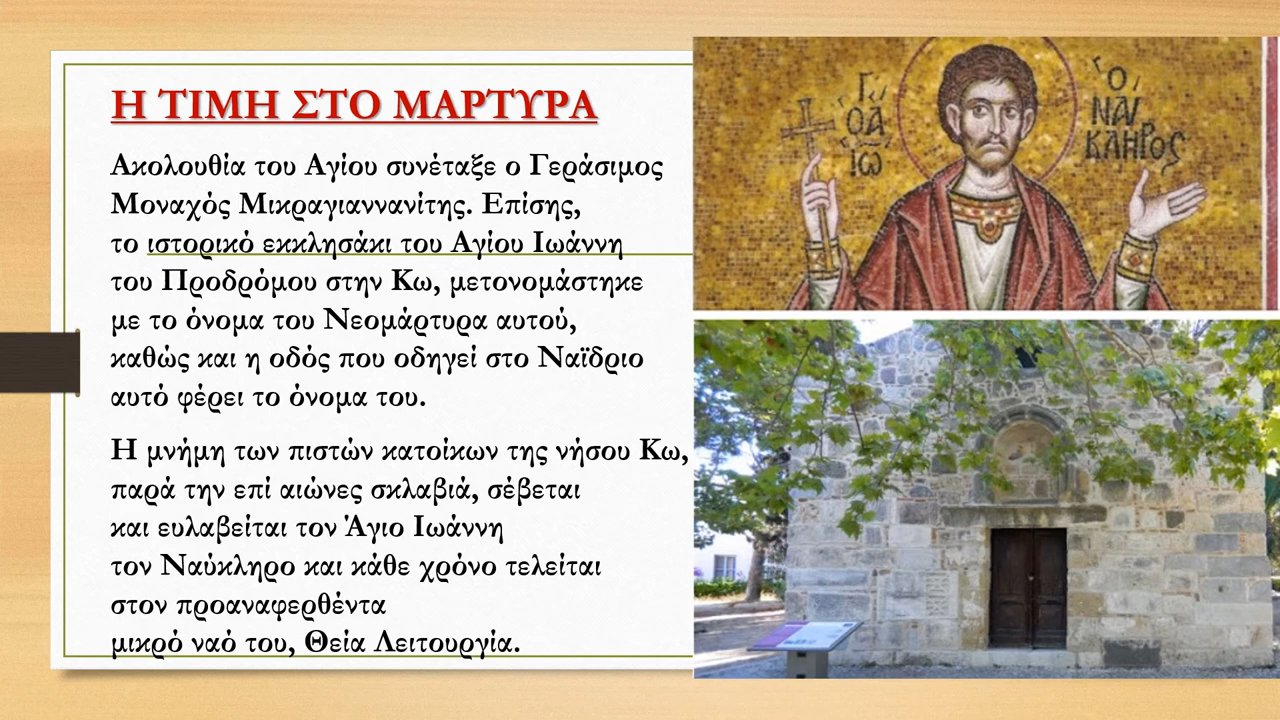 Η ΤΙΜΗ ΣΤΟ ΜΑΡΤΥΡΑ
Ακολουθία του Αγίου συνέταξε ο Γεράσιμος
Μοναχός Μικραγιαννανίτης. Επίσης,
το ιστορικό εκκλησάκι του Αγίου Ιωάννη
του Προδρόμου στην Κω, μετονομάστηκε
με το όνομα του Νεομάρτυρα αυτού,
καθώς και η οδός που οδηγεί στο Ναΐδριο
αυτό φέρει το όνομα του.
Η μνήμη των πιστών κατοίκων της νήσου Κω,
παρά την επί αιώνες σκλαβιά, σέβεται
και ευλαβείται τον Άγιο Ιωάννη
τον Ναύκληρο και κάθε χρόνο τελείται
στον προαναφερθέντα
μικρό ναό του, Θεία Λειτουργία.
Ο
ΚΛΗΡΟς